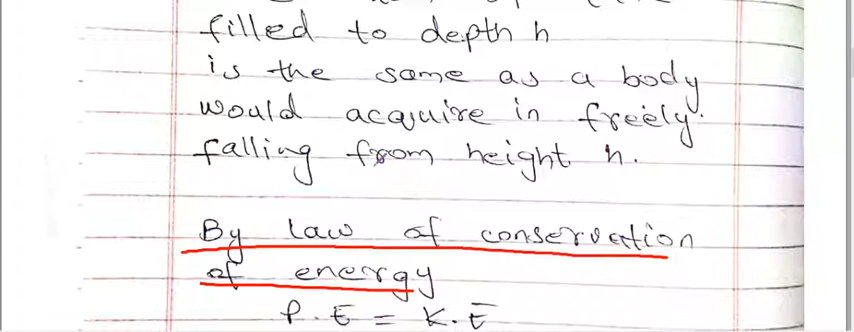 filled to depth h
is the same as a body
would acquire in freely
falling from height h.
By law of conservation
of energy
P.E = K.E